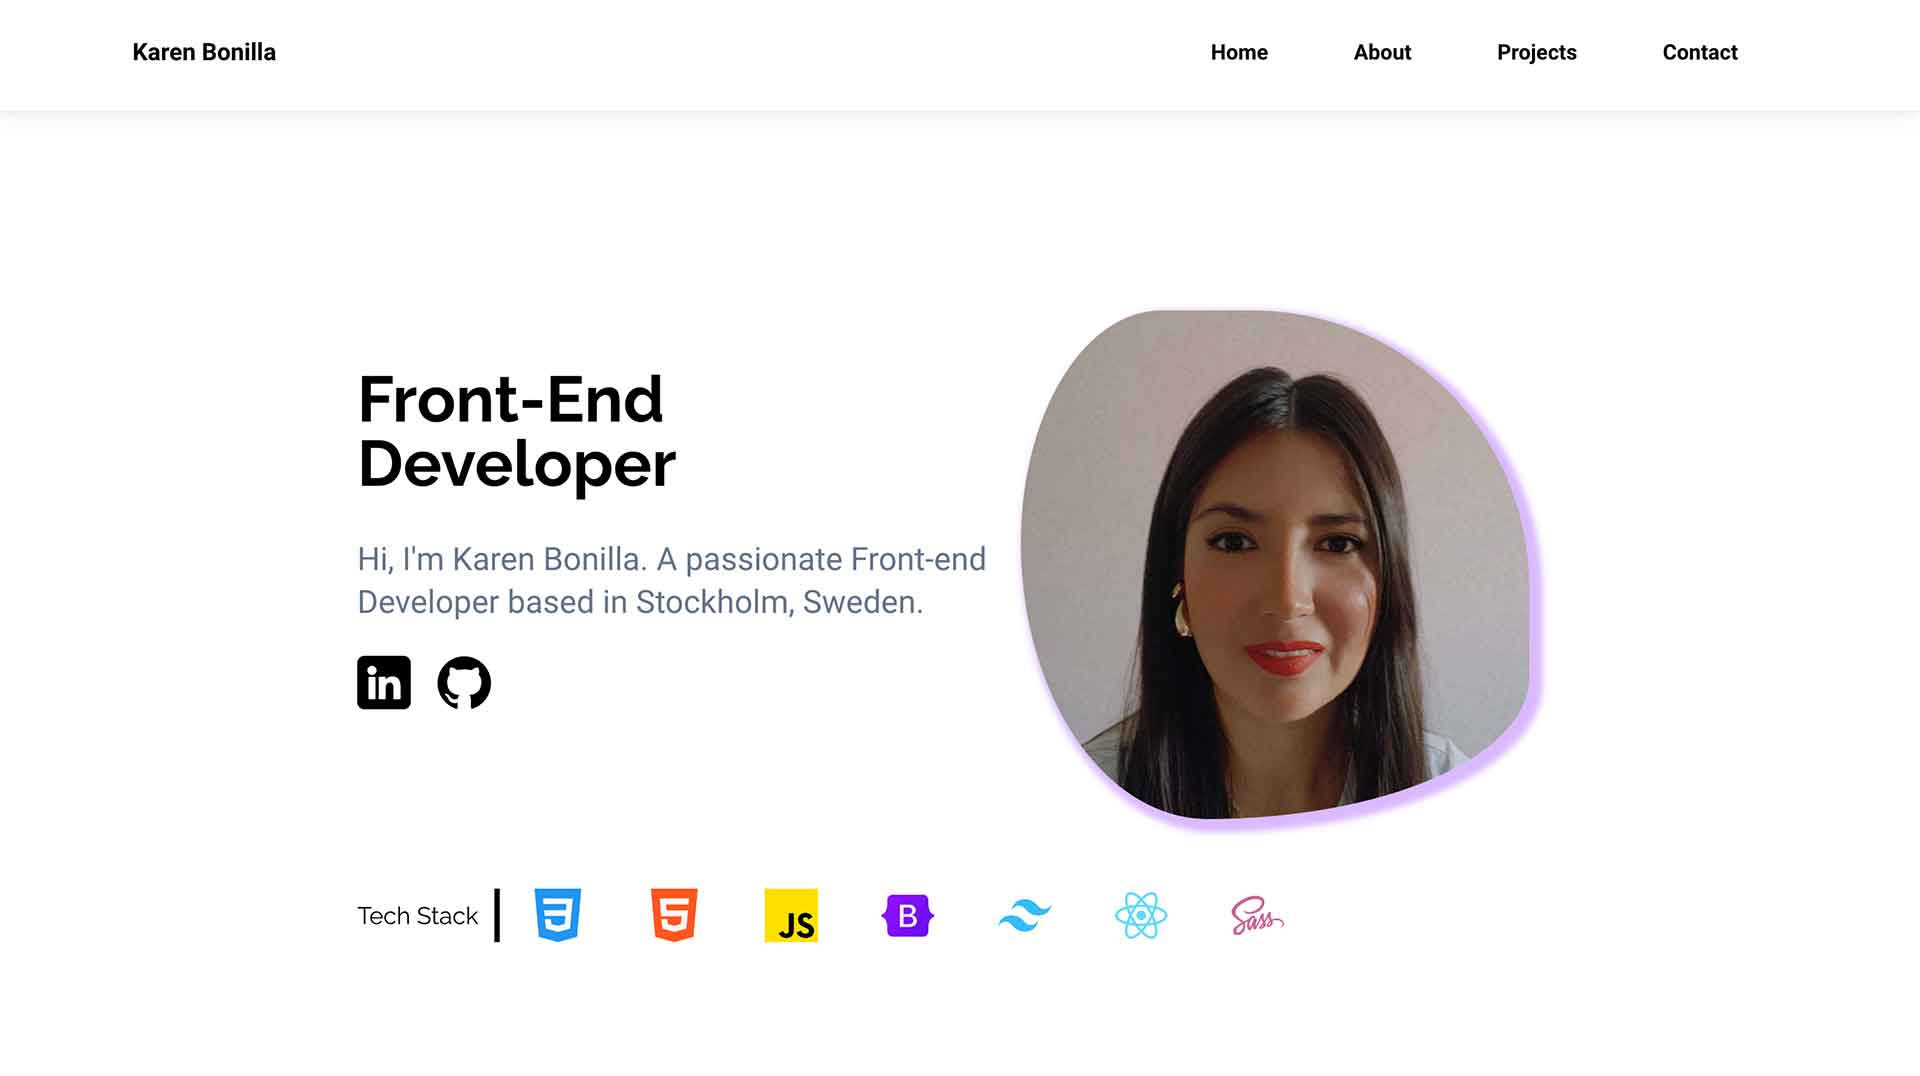 Karen Bonilla
Home
About
Projects
Contact
Front-End
Developer
Hi, I'm Karen Bonilla. A passionate Front-end
Developer based in Stockholm, Sweden.
in
Tech Stack
3
5
JS
B
Sass